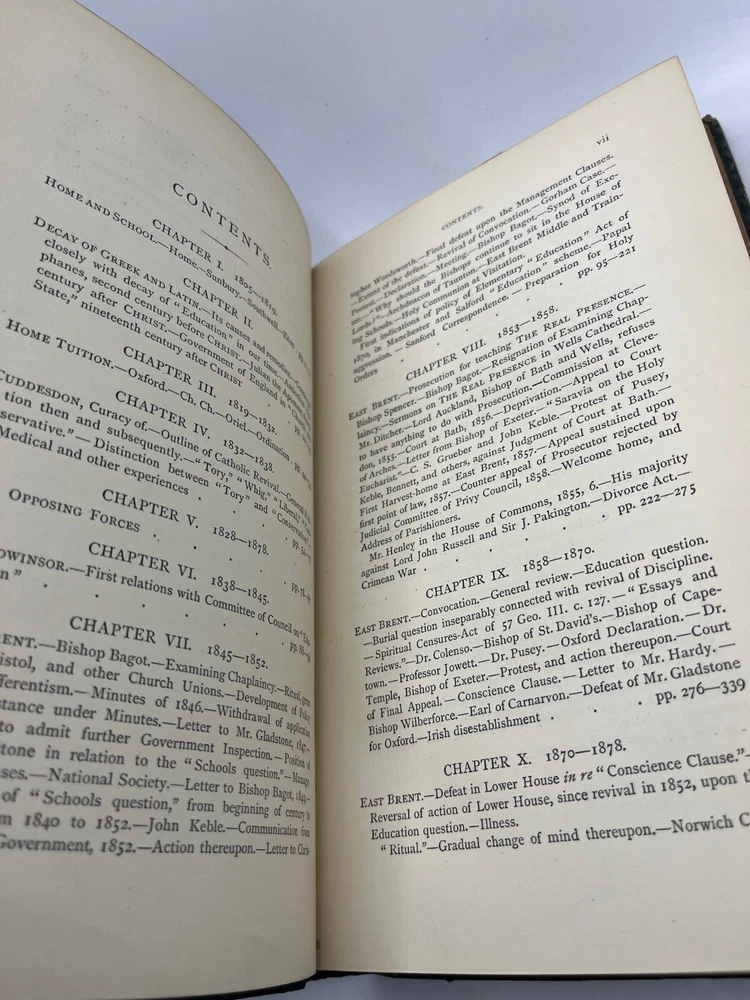 CONTENTS.
CHAPTER I. 1805—1819.
HOME AND SCHOOL.—Home.—Sunbury.—Southwell.—
CHAPTER II.
DECAY OF GREEK AND LATIN.—Its causes and
closely with decay of "Education" in our time.—
phanes, second century before CHRIST.—Julian the
century after CHRIST.—Government of England
State," nineteenth century after CHRIST
CHAPTER III. 1819—1832.
HOME TUITION.—Oxford.—Ch. Ch.—Oriel.—Ordination
CHAPTER IV. 1832—1838.
CUDDESDON, Curacy of.—Outline of Catholic Revival.—General
tion then and subsequently.—"Tory," "Whig," "Liberal,"
servative."—Distinction between "Tory" and
Medical and other experiences
CHAPTER V. 1828—1878.
OPPOSING FORCES
CHAPTER VI. 1838—1845.
DWINSOR.—First relations with Committee of Council on
n" pp. 88—
CHAPTER VII. 1845—1852.
ENT.—Bishop Bagot.—Examining Chaplaincy.—Ritual,
istol, and other Church Unions.—Development of Policy
fferentism.—Minutes of 1846.—Withdrawal of application
stance under Minutes.—Letter to Mr. Gladstone,
to admit further Government Inspection.—Position of
stone in relation to the "Schools question."—Manage-
ses.—National Society.—Letter to Bishop Bagot, 1849.—
of "Schools question," from beginning of century to
m 1840 to 1852.—John Keble.—Communication from
Government, 1852.—Action thereupon.—Letter to Chris-
vii
CONTENTS.
topher Wordsworth.—Final defeat upon the Management Clauses.
—Extent of the defeat.—Revival of Convocation.—Gorham Case.—
Protest.—Declaration.—Meeting.—Bishop Bagot.—Synod of Exe-
ter.—"Why should the Bishops continue to sit in the House of
Lords?"—Archdeacon of Taunton.—East Brent Middle and Train-
ing Schools.—Holy Communion at Visitation.
First indications of policy of Elementary "Education" Act of
1870, in Manchester and Salford "Education" scheme.—Papal
aggression.—Sanford Correspondence.—Preparation for Holy
Orders pp. 95—221
CHAPTER VIII. 1853—1858.
EAST BRENT.—Prosecution for teaching THE REAL PRESENCE.—
Bishop Spencer.—Bishop Bagot.—Resignation of Examining Chap-
laincy.—Sermons on THE REAL PRESENCE in Wells Cathedral.—
Mr. Ditcher.—Lord Auckland, Bishop of Bath and Wells, refuses
to have anything to do with Prosecution.—Commission at Cleve-
don, 1855.—Court at Bath, 1856.—Deprivation.—Appeal to Court
of Arches.—Letter from Bishop of Exeter.—"Saravia on the Holy
Eucharist."—C. S. Grueber and John Keble.—Protest of Pusey,
Keble, Bennett, and others, against Judgment of Court at Bath.—
First Harvest-home at East Brent, 1857.—Appeal sustained upon
first point of law, 1857.—Counter appeal of Prosecutor rejected by
Judicial Committee of Privy Council, 1858.—Welcome home, and
Address of Parishioners.
Mr. Henley in the House of Commons, 1855, 6.—His majority
against Lord John Russell and Sir J. Pakington.—Divorce Act.—
Crimean War pp. 222—275
CHAPTER IX. 1858—1870.
EAST BRENT.—Convocation.—General review.—Education question.
—Burial question inseparably connected with revival of Discipline.
—Spiritual Censures—Act of 57 Geo. III. c. 127.—"Essays and
Reviews."—Dr. Colenso.—Bishop of St. David's.—Bishop of Cape-
town.—Professor Jowett.—Dr. Pusey.—Oxford Declaration.—Dr.
Temple, Bishop of Exeter.—Protest, and action thereupon.—Court
of Final Appeal.—Conscience Clause.—Letter to Mr. Hardy.—
Bishop Wilberforce.—Earl of Carnarvon.—Defeat of Mr. Gladstone
for Oxford.—Irish disestablishment pp. 276—339
CHAPTER X. 1870—1878.
EAST BRENT.—Defeat in Lower House in re "Conscience Clause."—
Reversal of action of Lower House, since revival in 1852, upon th
Education question.—Illness.
"Ritual."—Gradual change of mind thereupon.—Norwich C